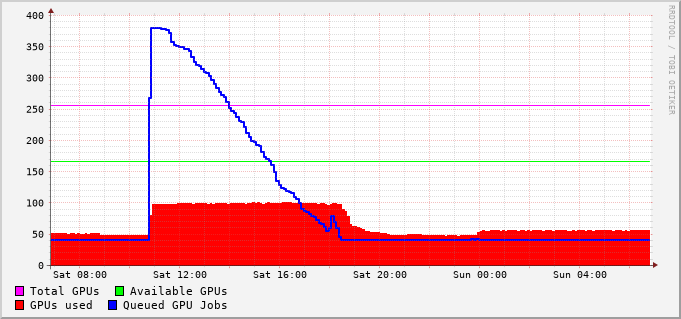 400
350
300
250
200
150
100
50
0
Sat 08:00 Sat 12:00 Sat 16:00 Sat 20:00 Sun 00:00 Sun 04:00
Total GPUs Available GPUs
GPUs used Queued GPU Jobs
RRDTOOL / TOBI OETIKER